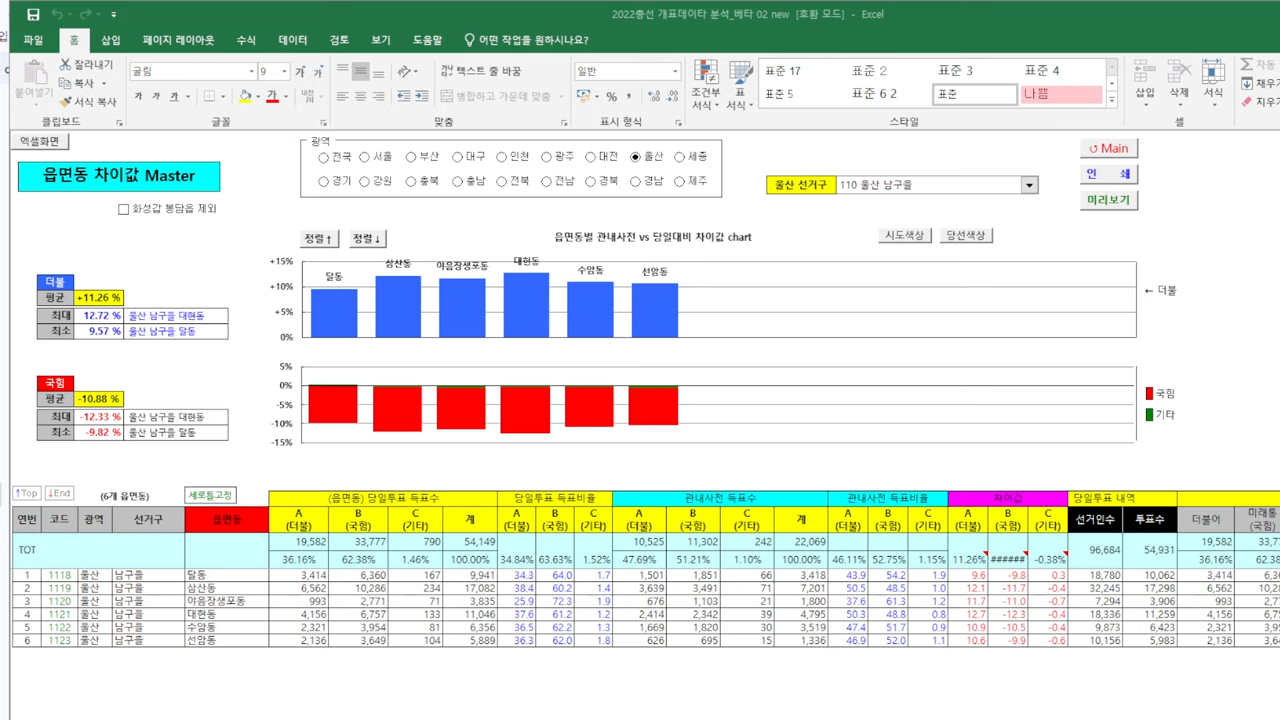 2022총선 개표데이타 분석_베타 02 new [호환 모드] - Excel
파일 홈 삽입 페이지 레이아웃 수식 데이터 검토 보기 도움말 어떤 작업을 원하시나요?
잘라내기 굴림 9 텍스트 줄 바꿈 일반 표준 17 표준 2 표준 3 표준 4 자동
붙여넣기 복사 조건부 서식 표 서식 삽입 삭제 서식 채우
서식 복사 가 가 가 병합하고 가운데 맞춤 % 표준 5 표준 6 2 표준 나쁨 지우
클립보드 글꼴 맞춤 표시 형식 스타일 셀
엑셀화면
광역
전국 서울 부산 대구 인천 광주 대전 울산 세종
경기 강원 충북 충남 전북 전남 경북 경남 제주
읍면동 차이값 Master
화성갑 봉담읍 제외
울산 선거구 110 울산 남구을
Main
인 쇄
미리보기
정렬↑ 정렬↓ 읍면동별 관내사전 vs 당일대비 차이값 chart 시도색상 당선색상
+15%
+10%
+5%
0%
달동 삼산동 야음장생포동 대현동 수암동 선암동
← 더불
더불
평균 +11.26 %
최대 12.72 % 울산 남구을 대현동
최소 9.57 % 울산 남구을 달동
5%
0%
-5%
-10%
-15%
국힘
기타
국힘
평균 -10.88 %
최대 -12.33 % 울산 남구을 대현동
최소 -9.82 % 울산 남구을 달동
↑Top ↓End (6개 읍면동) 세로틀고정
(읍면동) 당일투표 득표수 당일투표 득표비율 관내사전 득표수 관내사전 득표비율 차이값 당일투표 내역
연번 코드 광역 선거구 읍면동 A (더불) B (국힘) C (기타) 계 A (더불) B (국힘) C (기타) A (더불) B (국힘) C (기타) 계 A (더불) B (국힘) C (기타) A (더불) B (국힘) C (기타) 선거인수 투표수 더불어 미래통 (국힘)
TOT 19,582 33,777 790 54,149 10,525 11,302 242 22,069 96,684 54,931 19,582 33,77
36.16% 62.38% 1.46% 100.00% 34.84% 63.63% 1.52% 47.69% 51.21% 1.10% 100.00% 46.11% 52.75% 1.15% 11.26% ###### -0.38% 36.16% 62.38
1 1118 울산 남구을 달동 3,414 6,360 167 9,941 34.3 64.0 1.7 1,501 1,851 66 3,418 43.9 54.2 1.9 9.6 -9.8 0.3 18,780 10,062 3,414 6,36
2 1119 울산 남구을 삼산동 6,562 10,286 234 17,082 38.4 60.2 1.4 3,639 3,491 71 7,201 50.5 48.5 1.0 12.1 -11.7 -0.4 32,245 17,298 6,562 10,28
3 1120 울산 남구을 야음장생포동 993 2,771 71 3,835 25.9 72.3 1.9 676 1,103 21 1,800 37.6 61.3 1.2 11.7 -11.0 -0.7 7,294 3,906 993 2,77
4 1121 울산 남구을 대현동 4,156 6,757 133 11,046 37.6 61.2 1.2 2,414 2,342 39 4,795 50.3 48.8 0.8 12.7 -12.3 -0.4 18,336 11,259 4,156 6,75
5 1122 울산 남구을 수암동 2,321 3,954 81 6,356 36.5 62.2 1.3 1,669 1,820 30 3,519 47.4 51.7 0.9 10.9 -10.5 -0.4 9,873 6,423 2,321 3,95
6 1123 울산 남구을 선암동 2,136 3,649 104 5,889 36.3 62.0 1.8 626 695 15 1,336 46.9 52.0 1.1 10.6 -9.9 -0.6 10,156 5,983 2,136 3,64